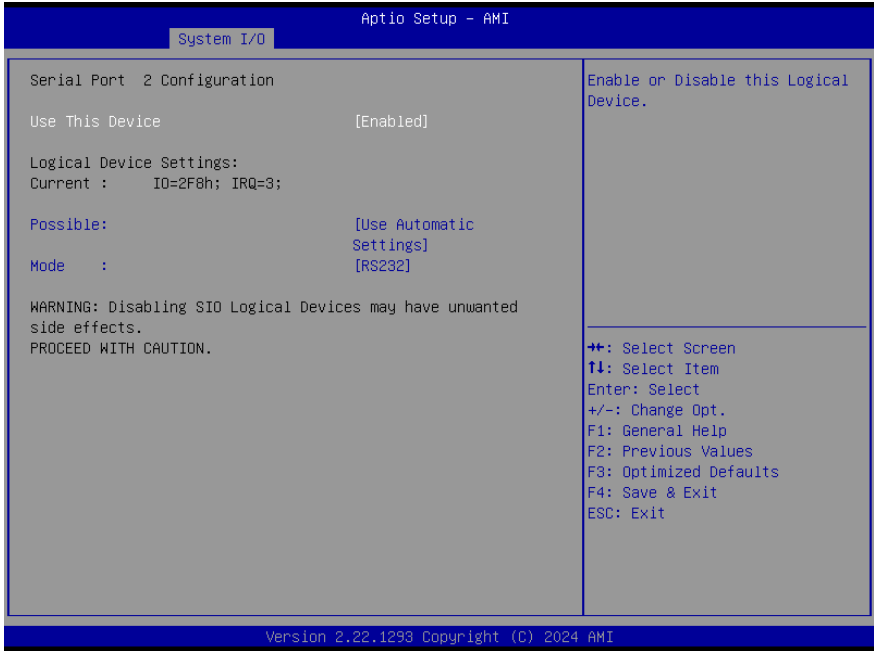 Aptio Setup – AMI
System I/O
Serial Port  2 Configuration
Use This Device [Enabled]
Logical Device Settings:
Current :     IO=2F8h; IRQ=3;
Possible: [Use Automatic
Settings]
Mode    : [RS232]
WARNING: Disabling SIO Logical Devices may have unwanted
side effects.
PROCEED WITH CAUTION.
Enable or Disable this Logical
Device.
→←: Select Screen
↑↓: Select Item
Enter: Select
+/-: Change Opt.
F1: General Help
F2: Previous Values
F3: Optimized Defaults
F4: Save & Exit
ESC: Exit
Version 2.22.1293 Copyright (C) 2024 AMI